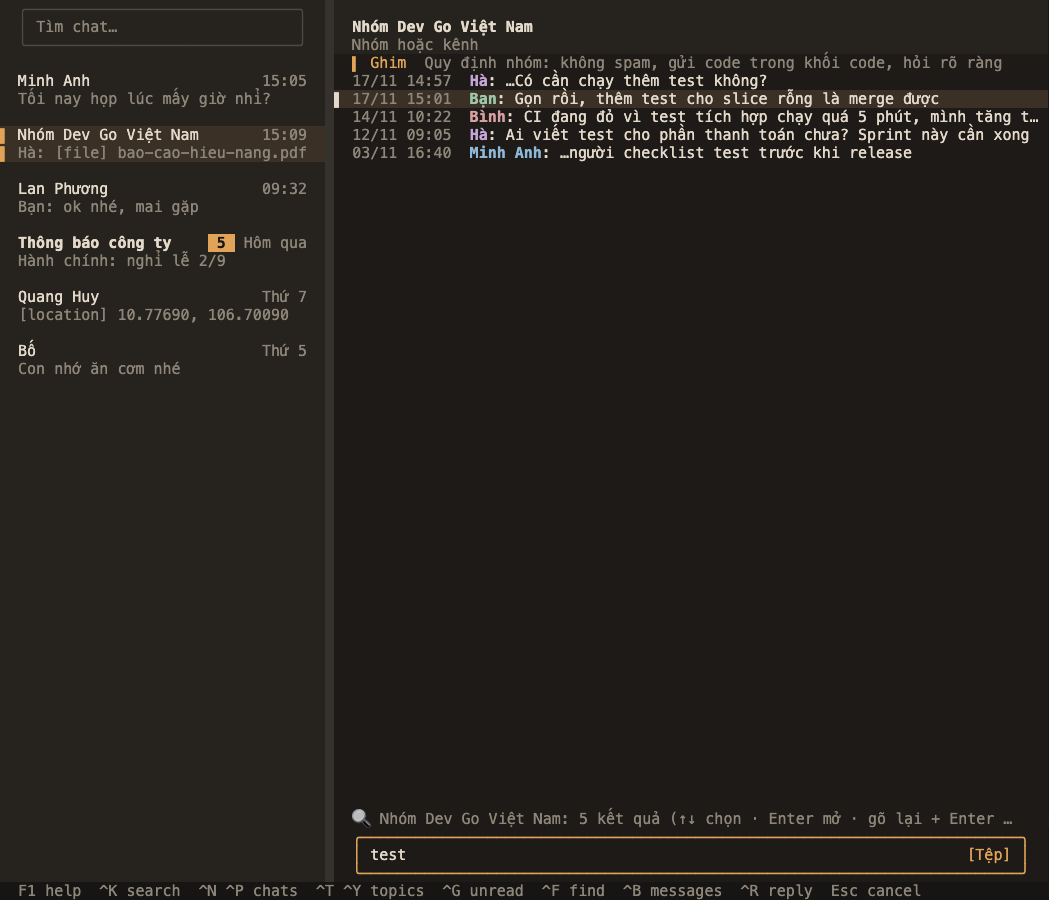 Tìm chat…
Minh Anh 15:05
Tối nay họp lúc mấy giờ nhỉ?
Nhóm Dev Go Việt Nam 15:09
Hà: [file] bao-cao-hieu-nang.pdf
Lan Phương 09:32
Bạn: ok nhé, mai gặp
Thông báo công ty 5 Hôm qua
Hành chính: nghỉ lễ 2/9
Quang Huy Thứ 7
[location] 10.77690, 106.70090
Bố Thứ 5
Con nhớ ăn cơm nhé
Nhóm Dev Go Việt Nam
Nhóm hoặc kênh
Ghim Quy định nhóm: không spam, gửi code trong khối code, hỏi rõ ràng
17/11 14:57 Hà: …Có cần chạy thêm test không?
17/11 15:01 Bạn: Gọn rồi, thêm test cho slice rỗng là merge được
14/11 10:22 Bình: CI đang đỏ vì test tích hợp chạy quá 5 phút, mình tăng t…
12/11 09:05 Hà: Ai viết test cho phần thanh toán chưa? Sprint này cần xong
03/11 16:40 Minh Anh: …người checklist test trước khi release
Nhóm Dev Go Việt Nam: 5 kết quả (↑↓ chọn · Enter mở · gõ lại + Enter …
test [Tệp]
F1 help ^K search ^N ^P chats ^T ^Y topics ^G unread ^F find ^B messages ^R reply Esc cancel